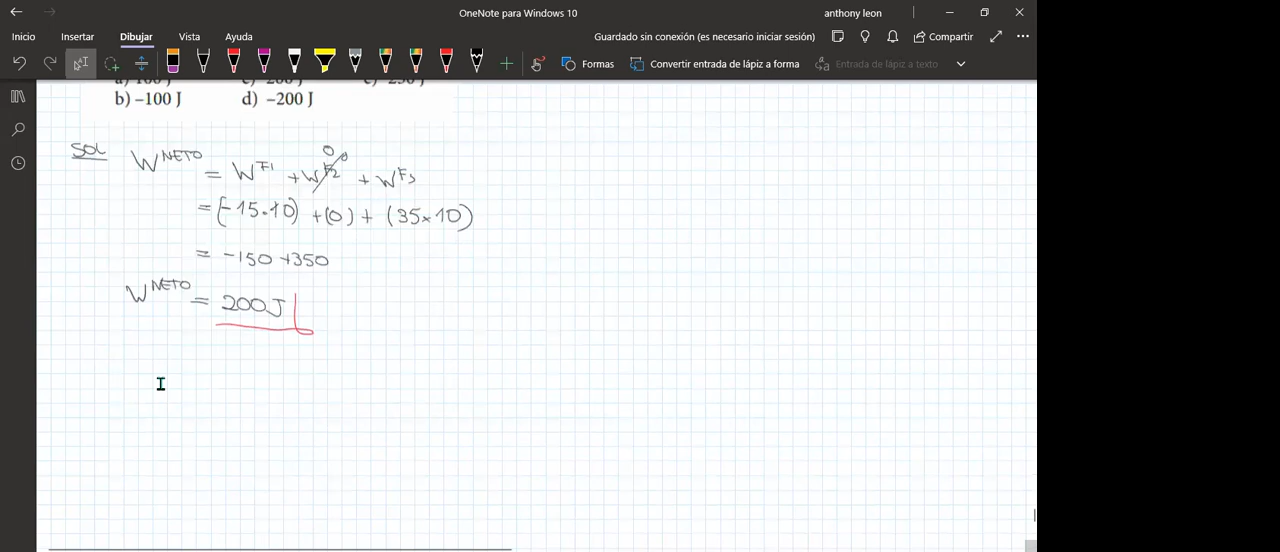 OneNote para Windows 10
anthony leon
Inicio Insertar Dibujar Vista Ayuda
Guardado sin conexión (es necesario iniciar sesión)
Compartir
Formas
Convertir entrada de lápiz a forma
Entrada de lápiz a texto
b) –100 J d) –200 J
SOL W^NETO = W^F1 + W^F2 0 + W^F3
= (-15·10) + (0) + (35×10)
= -150 +350
W^NETO = 200J